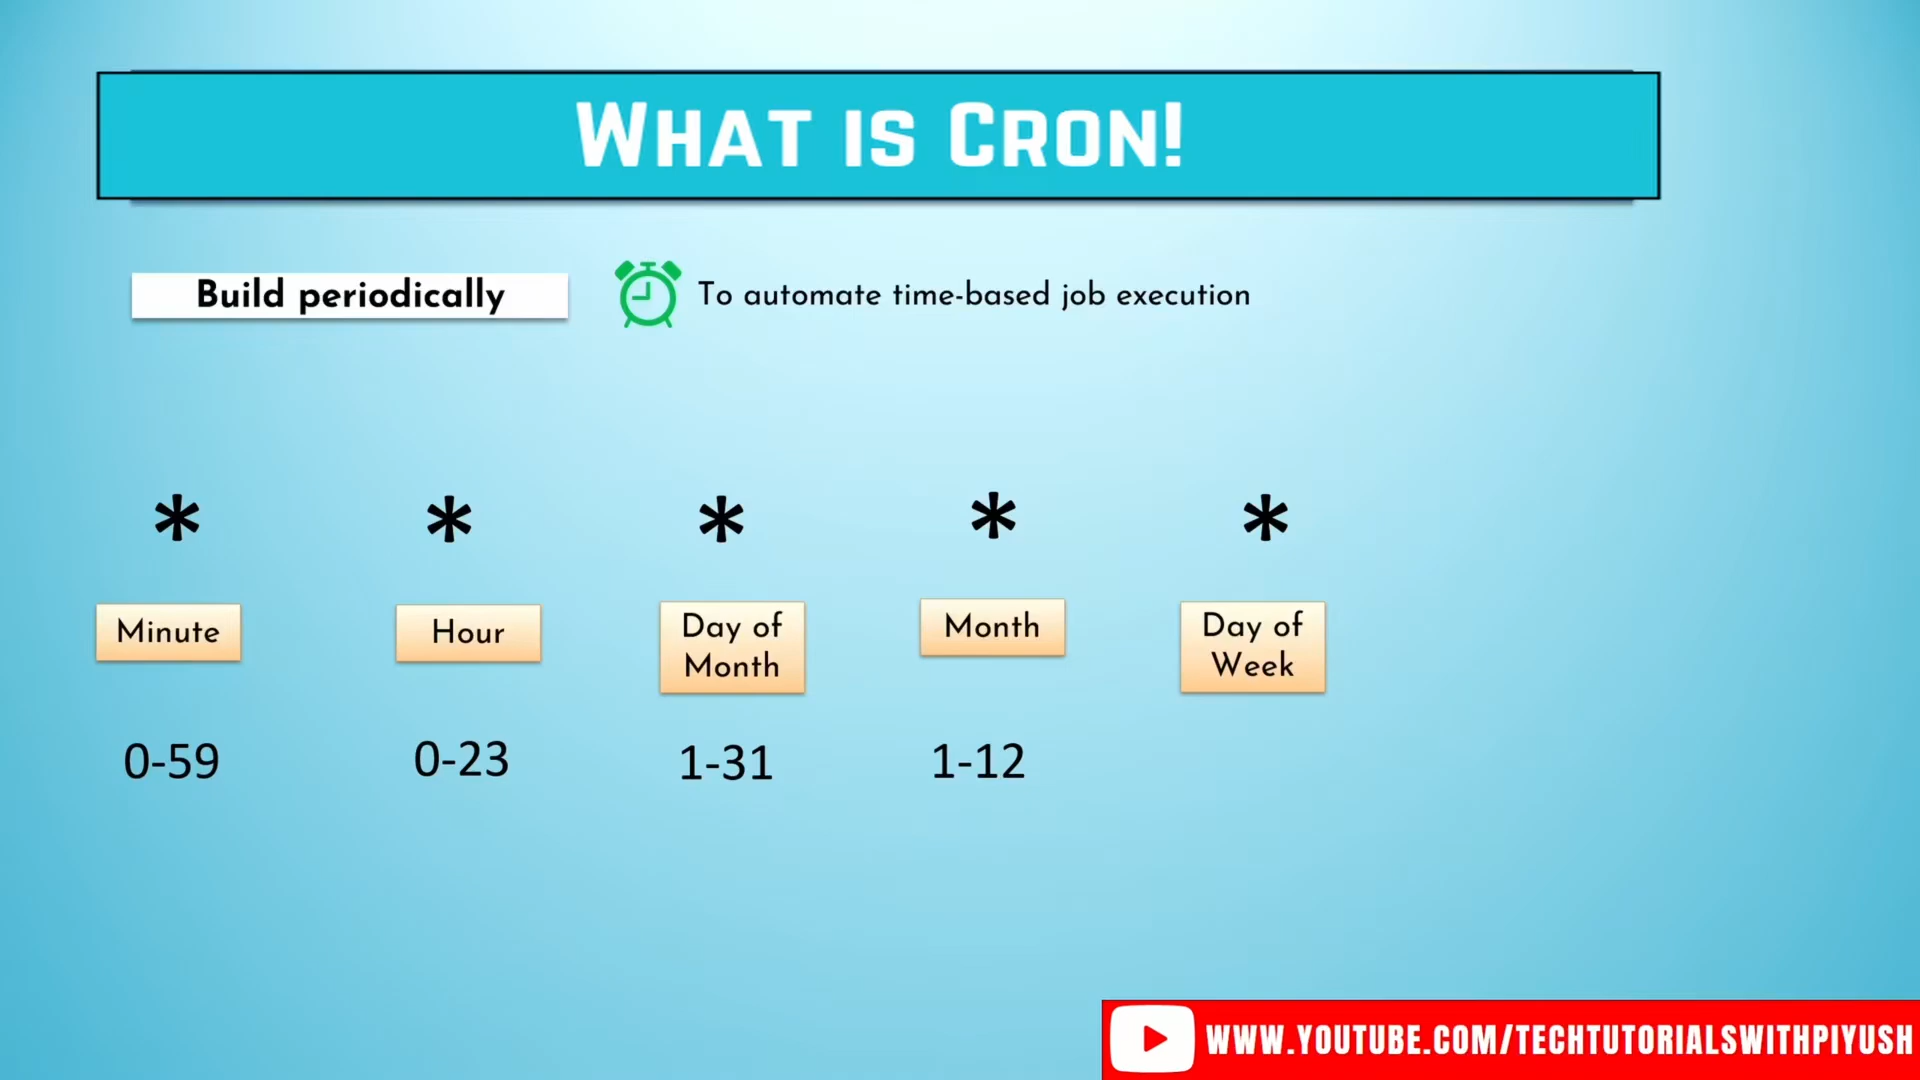 What is Cron!
Build periodically
To automate time-based job execution
* * * * *
Minute
Hour
Day of
Month
Month
Day of
Week
0-59
0-23
1-31
1-12
WWW.YOUTUBE.COM/TECHTUTORIALSWITHPIYUSH